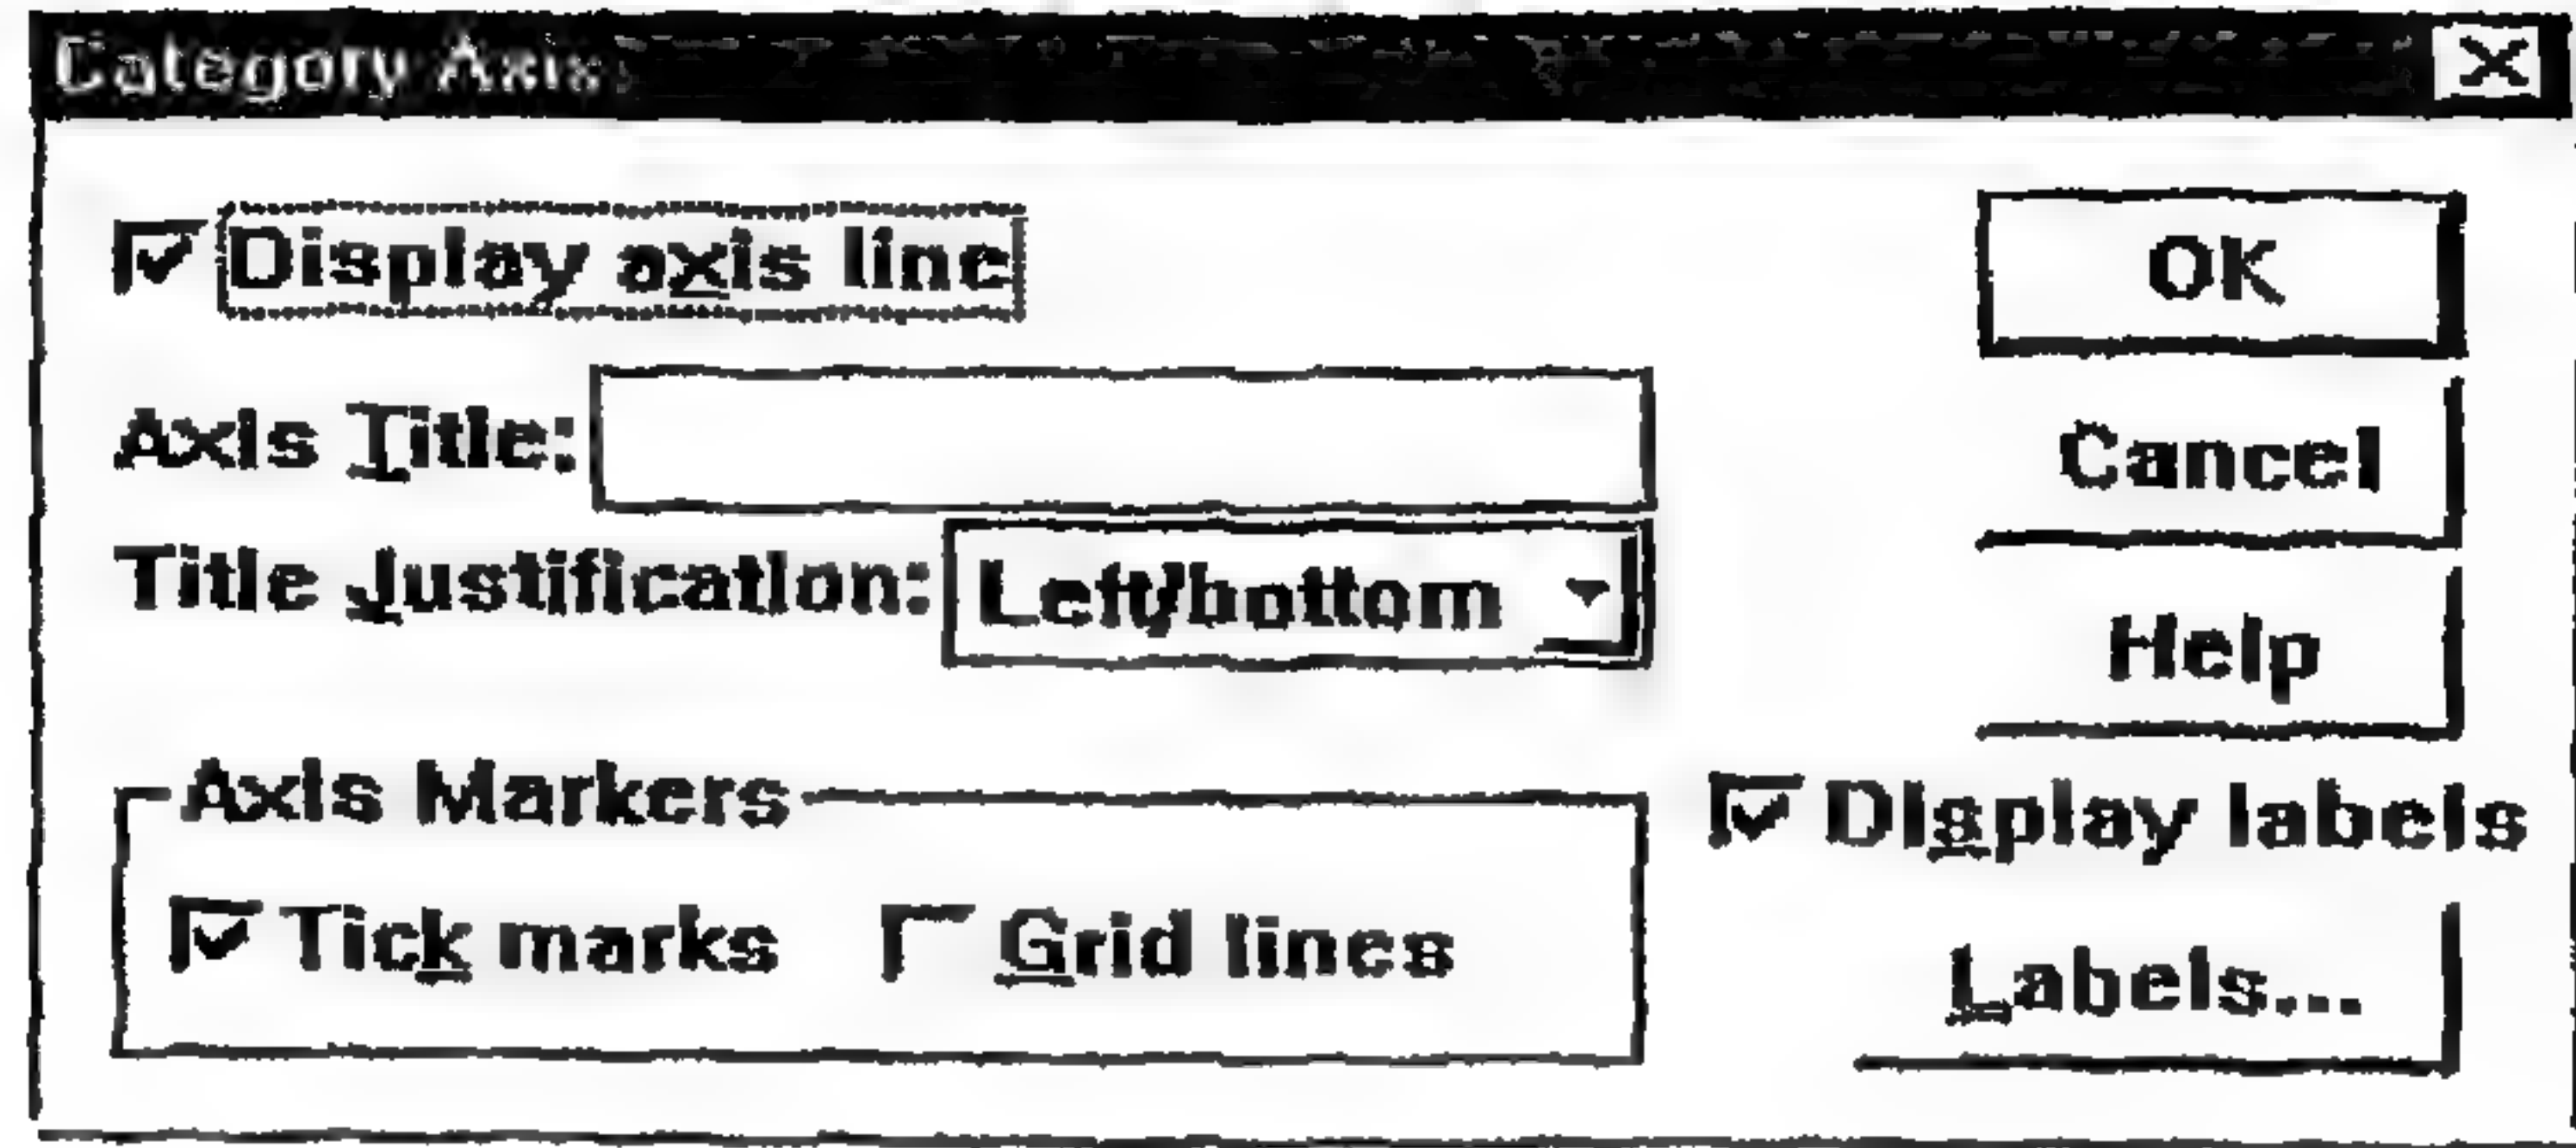 Category Axis
Display axis line
OK
Axis Title:
Cancel
Title Justification: Left/bottom
Help
Axis Markers
Display labels
Tick marks Grid lines
Labels...